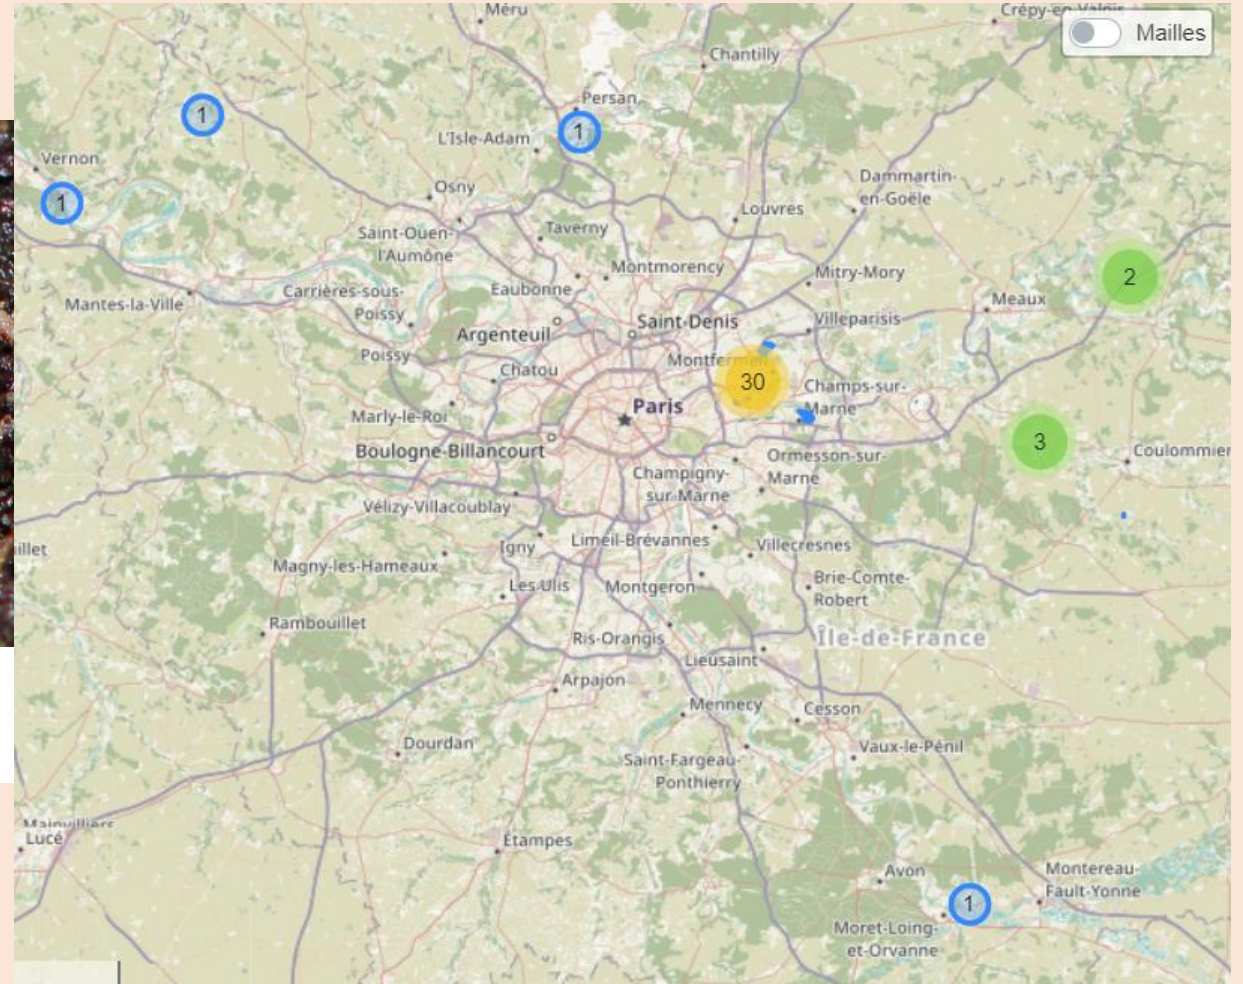 Méru
Crépy-en-Valois
Mailles
Chantilly
Persan
1
1
L'Isle-Adam
Vernon
1
Osny
Dammartin-
en-Goële
Louvres
Saint-Ouen-
l'Aumône
Taverny
Montmorency
Mitry-Mory
2
Eaubonne
Carrières-sous-
Poissy
Mantes-la-Ville
Meaux
Argenteuil
Saint-Denis
Villeparisis
Poissy
Chatou
30
Champs-sur-
Marne
Marly-le-Roi
Paris
Boulogne-Billancourt
3
Coulommier
Ormesson-sur-
Marne
Champigny-
sur-Marne
Vélizy-Villacoublay
Igny
Limeil-Brévannes
Villecresnes
illet
Magny-les-Hameaux
Les Ulis
Montgeron
Brie-Comte-
Robert
Rambouillet
Ris-Orangis
Île-de-France
Lieusaint
Arpajon
Mennecy
Cesson
Dourdan
Vaux-le-Pénil
Saint-Fargeau-
Ponthierry
Mainvilliers
Lucé
Étampes
Avon
Montereau-
Fault-Yonne
1
Moret-Loing-
et-Orvanne